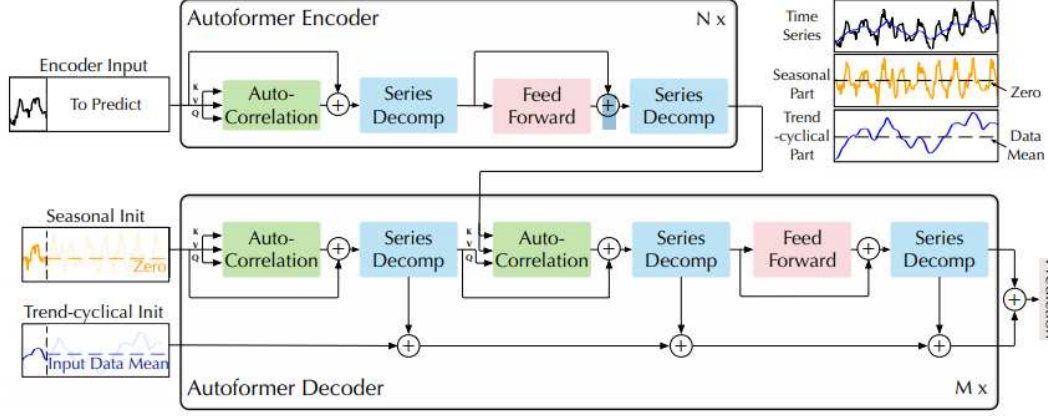 Autoformer Encoder
N x
Time
Series
Encoder Input
To Predict
K
V
Q
Auto-
Correlation
Series
Decomp
Feed
Forward
Series
Decomp
Seasonal
Part
Zero
Trend
-cyclical
Part
Data
Mean
Seasonal Init
Zero
K
V
Q
Auto-
Correlation
Series
Decomp
K
V
Q
Auto-
Correlation
Series
Decomp
Feed
Forward
Series
Decomp
Trend-cyclical Init
Input Data Mean
Autoformer Decoder
M x